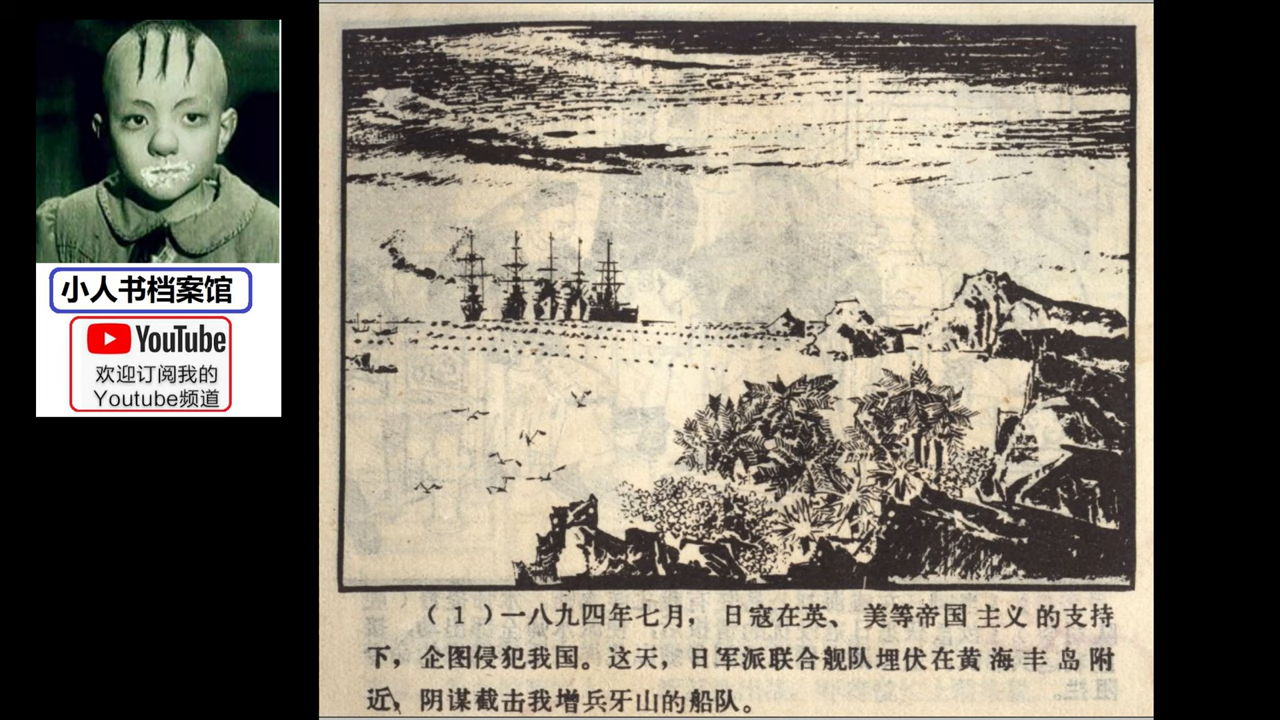 小人书档案馆
YouTube
欢迎订阅我的
Youtube频道
（1）一八九四年七月，日寇在英、美等帝国主义的支持
下，企图侵犯我国。这天，日军派联合舰队埋伏在黄海丰岛附
近，阴谋截击我增兵牙山的船队。